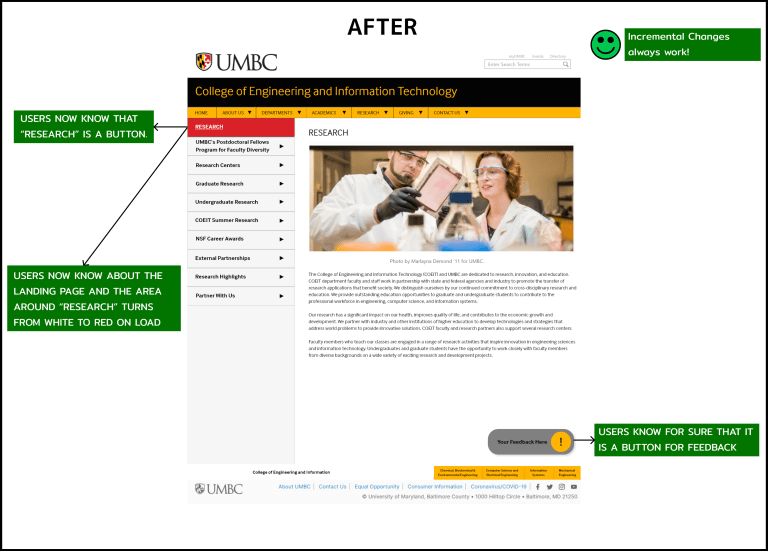 AFTER
Incremental Changes
always work!
UMBC
myUMBC Events Directory
Enter Search Terms
College of Engineering and Information Technology
HOME ABOUT US ▼ DEPARTMENTS ▼ ACADEMICS ▼ RESEARCH ▼ GIVING ▼ CONTACT US ▼
USERS NOW KNOW THAT
“RESEARCH” IS A BUTTON.
RESEARCH
UMBC's Postdoctoral Fellows
Program for Faculty Diversity
Research Centers
Graduate Research
Undergraduate Research
COEIT Summer Research
NSF Career Awards
External Partnerships
Research Highlights
Partner With Us
USERS NOW KNOW ABOUT THE
LANDING PAGE AND THE AREA
AROUND “RESEARCH” TURNS
FROM WHITE TO RED ON LOAD
RESEARCH
Photo by Marlayna Demond '11 for UMBC.
The College of Engineering and Information Technology (COEIT) and UMBC are dedicated to research, innovation, and education.
COEIT department faculty and staff work in partnership with state and federal agencies and industry to promote the transfer of
research applications that benefit society. We distinguish ourselves by our continued commitment to cross-disciplinary research and
education. We provide outstanding education opportunities to graduate and undergraduate students to contribute to the
professional workforce in engineering, computer science, and information systems.
Our research has a significant impact on our health, improves quality of life, and contributes to the economic growth and
development. We partner with industry and other institutions of higher education to develop technologies and strategies that
address world problems to provide innovative solutions. COEIT faculty and research partners also support several research centers.
Faculty members who teach our classes are engaged in a range of research activities that inspire innovation in engineering sciences
and information technology. Undergraduates and graduate students have the opportunity to work closely with faculty members
from diverse backgrounds on a wide variety of exciting research and development projects.
Your Feedback Here !
USERS KNOW FOR SURE THAT IT
IS A BUTTON FOR FEEDBACK
College of Engineering and Information
Chemical Biochemical &
Environmental Engineering
Computer Science and
Electrical Engineering
Information
Systems
Mechanical
Engineering
UMBC
About UMBC | Contact Us | Equal Opportunity | Consumer Information | Coronavirus/COVID-19 |
© University of Maryland, Baltimore County • 1000 Hilltop Circle • Baltimore, MD 21250